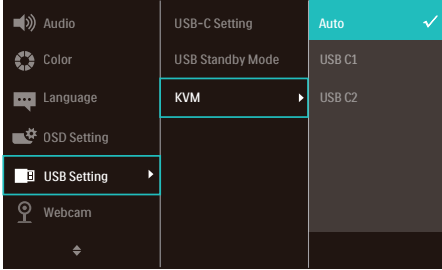 Audio
Color
Language
OSD Setting
USB Setting
Webcam
USB-C Setting
USB Standby Mode
KVM
Auto
USB C1
USB C2